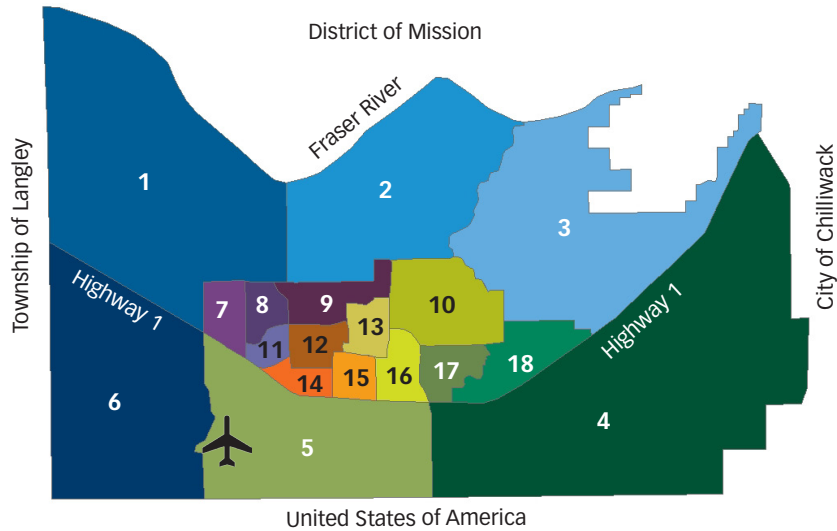 District of Mission
Fraser River
Township of Langley
City of Chilliwack
1
2
3
Highway 1
7
8
9
10
13
11
12
14
15
16
17
18
Highway 1
6
5
4
United States of America